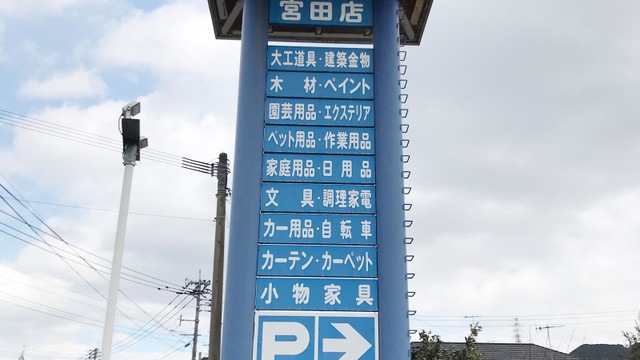 宮田店
大工道具・建築金物
木材・ペイント
園芸用品・エクステリア
ペット用品・作業用品
家庭用品・日用品
文具・調理家電
カー用品・自転車
カーテン・カーペット
小物家具
P→